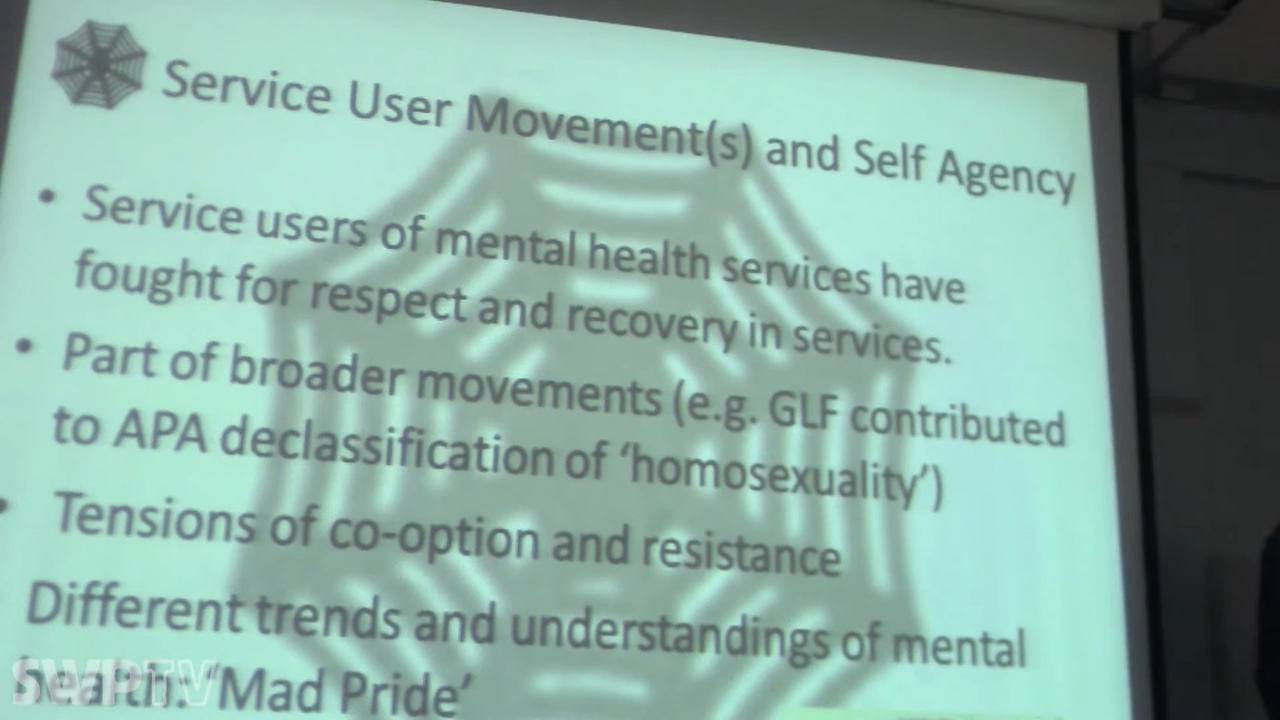 Service User Movement(s) and Self Agency
• Service users of mental health services have
fought for respect and recovery in services.
• Part of broader movements (e.g. GLF contributed
to APA declassification of ‘homosexuality’)
• Tensions of co-option and resistance
Different trends and understandings of mental
health: ‘Mad Pride’
SWPTV